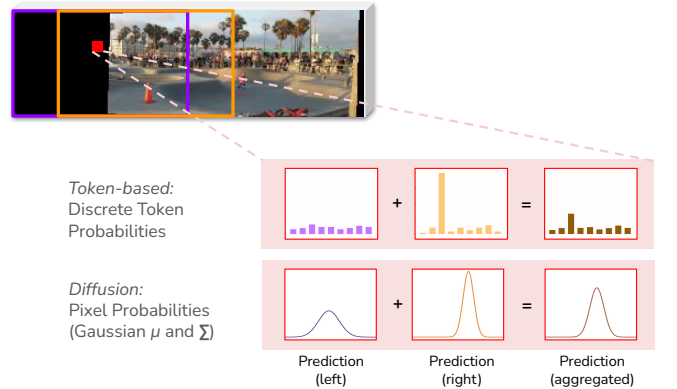 Token-based:
Discrete Token
Probabilities
+
=
Diffusion:
Pixel Probabilities
(Gaussian μ and ∑)
+
=
Prediction
(left)
Prediction
(right)
Prediction
(aggregated)